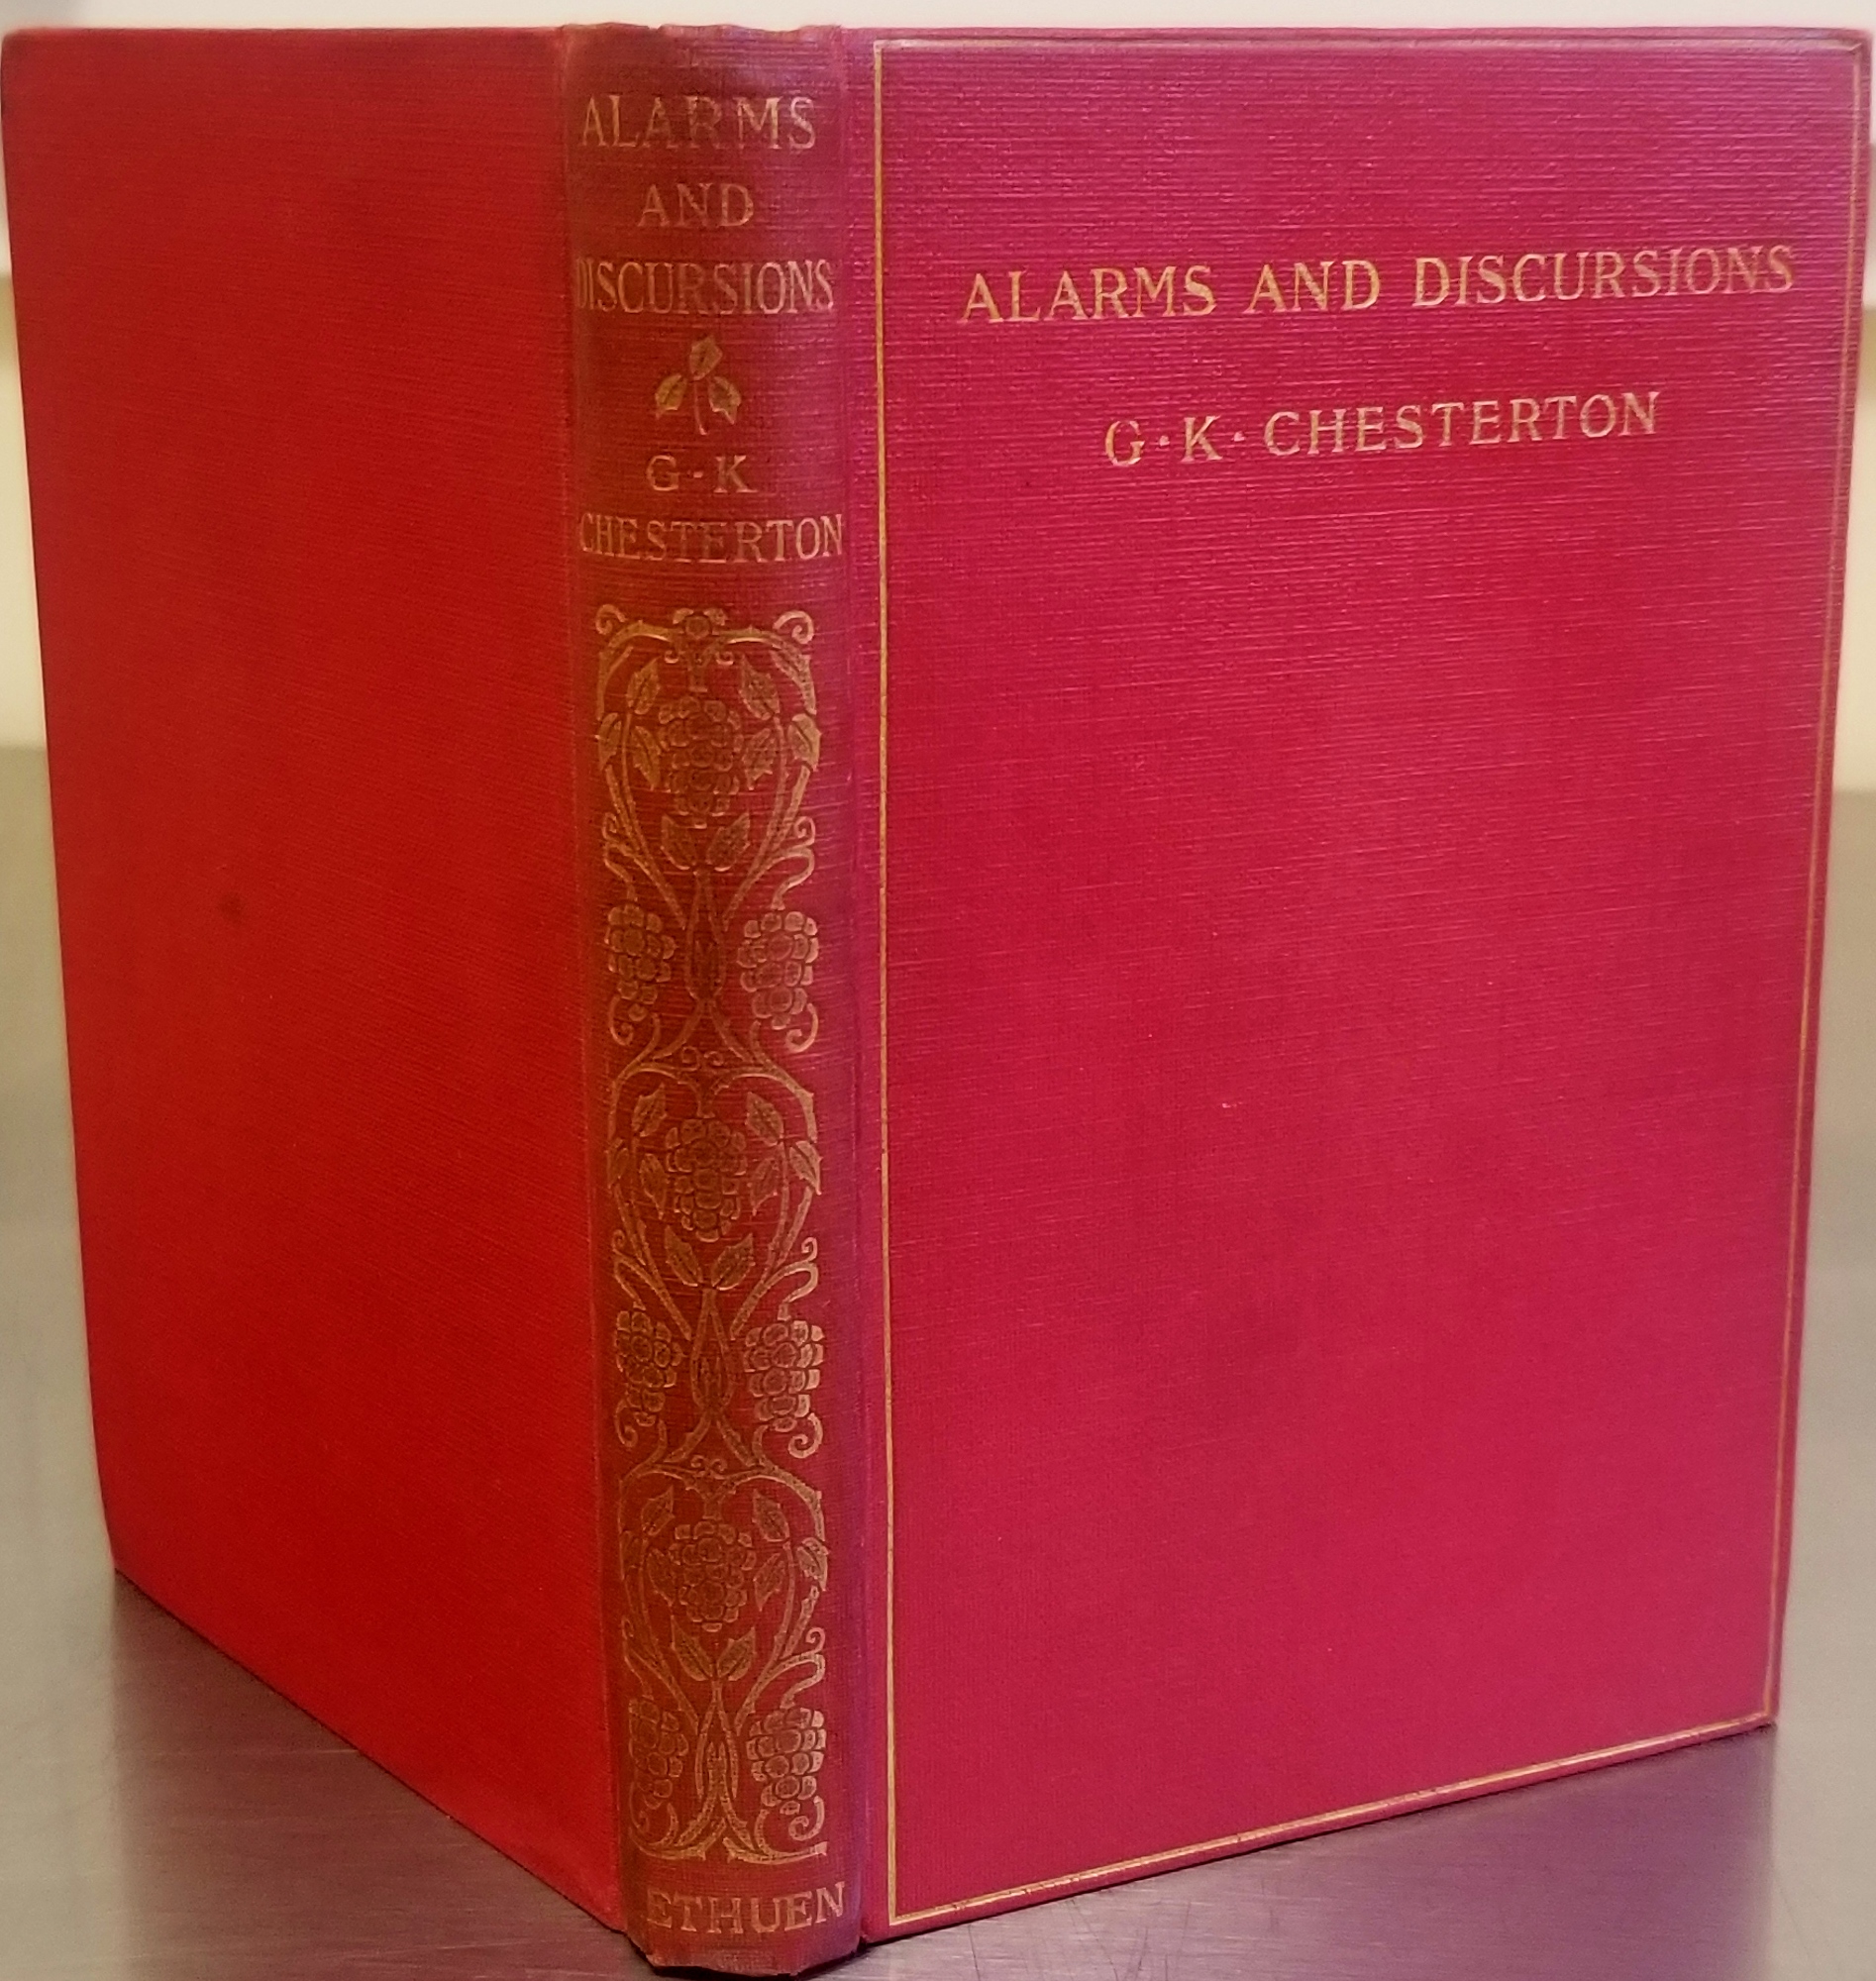 ALARMS
AND
DISCURSIONS
G·K
CHESTERTON
ETHUEN
ALARMS AND DISCURSIONS
G·K·CHESTERTON